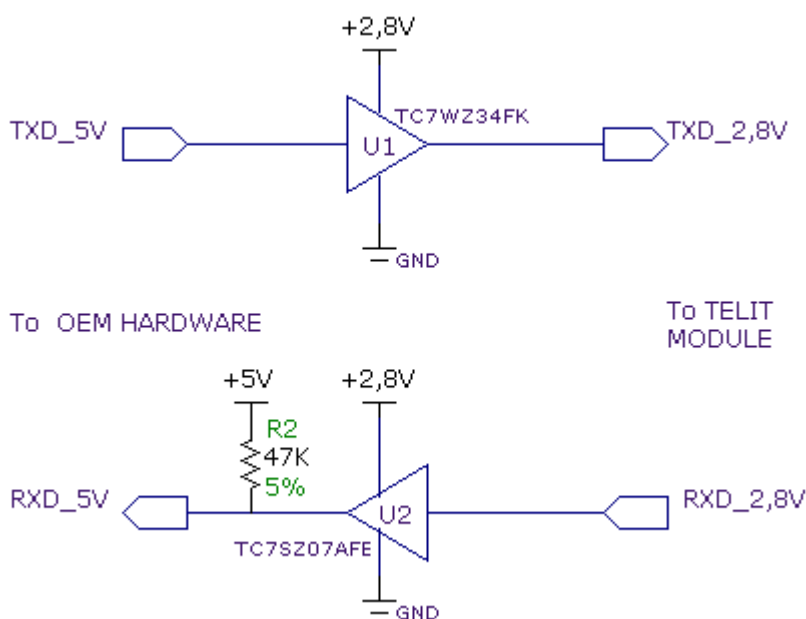 +2,8V
TXD_5V
TC7WZ34FK
TXD_2,8V
U1
GND
To OEM HARDWARE
To TELIT
MODULE
+5V
+2,8V
R2
47K
5%
RXD_5V
U2
RXD_2,8V
TC7SZ07AFE
GND